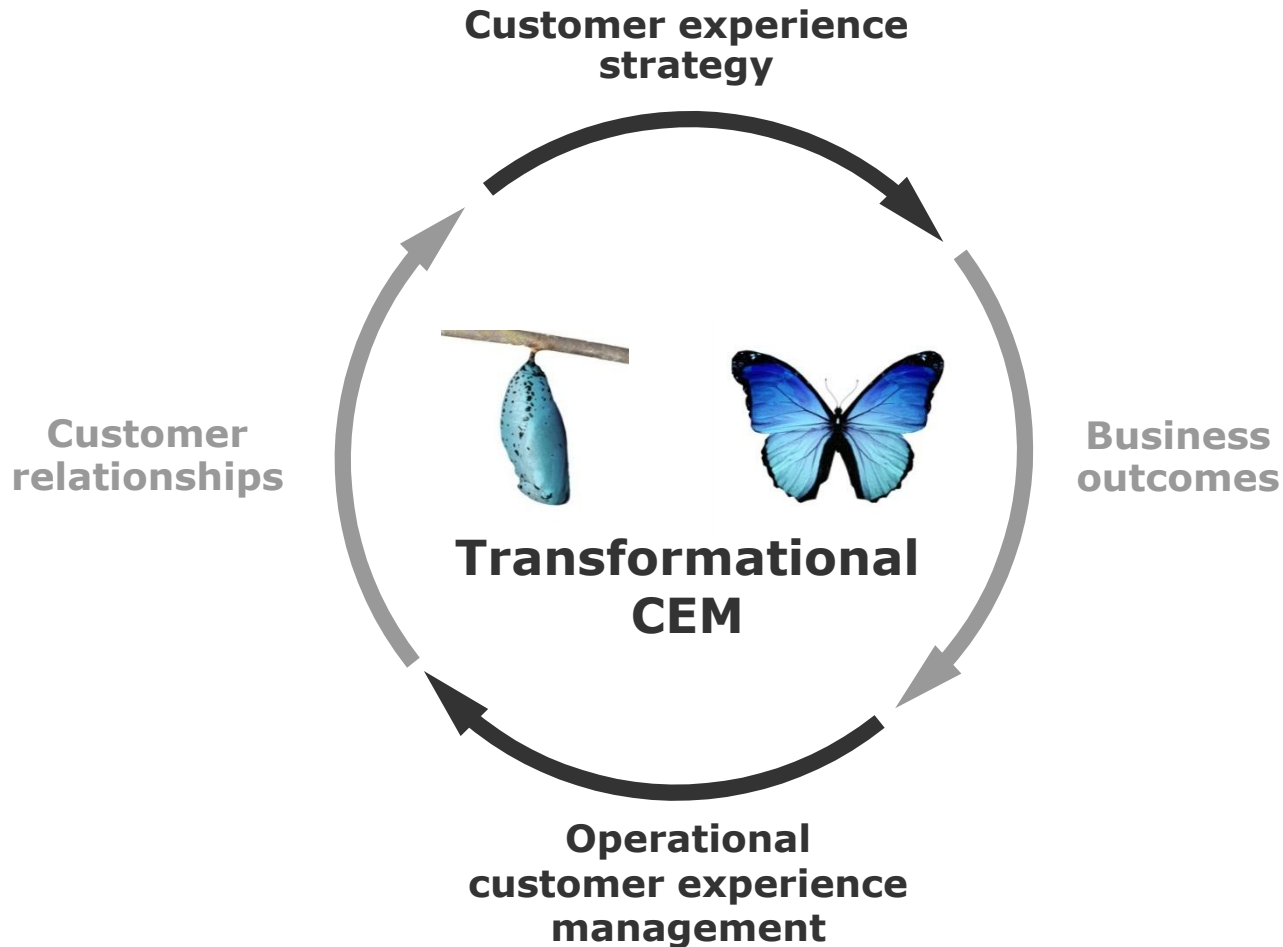 Customer experience
strategy
Customer
relationships
Business
outcomes
Transformational
CEM
Operational
customer experience
management